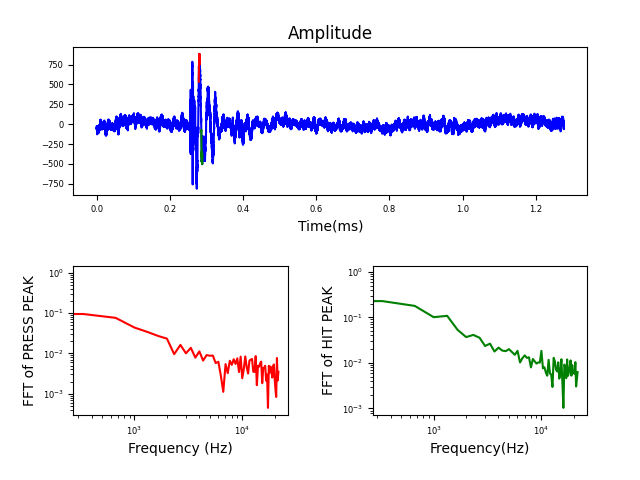 Amplitude
750
500
250
0
−250
−500
−750
0.0 0.2 0.4 0.6 0.8 1.0 1.2
Time(ms)
FFT of PRESS PEAK
10⁰
10⁻¹
10⁻²
10⁻³
10³ 10⁴
Frequency (Hz)
FFT of HIT PEAK
10⁰
10⁻¹
10⁻²
10⁻³
10³ 10⁴
Frequency(Hz)